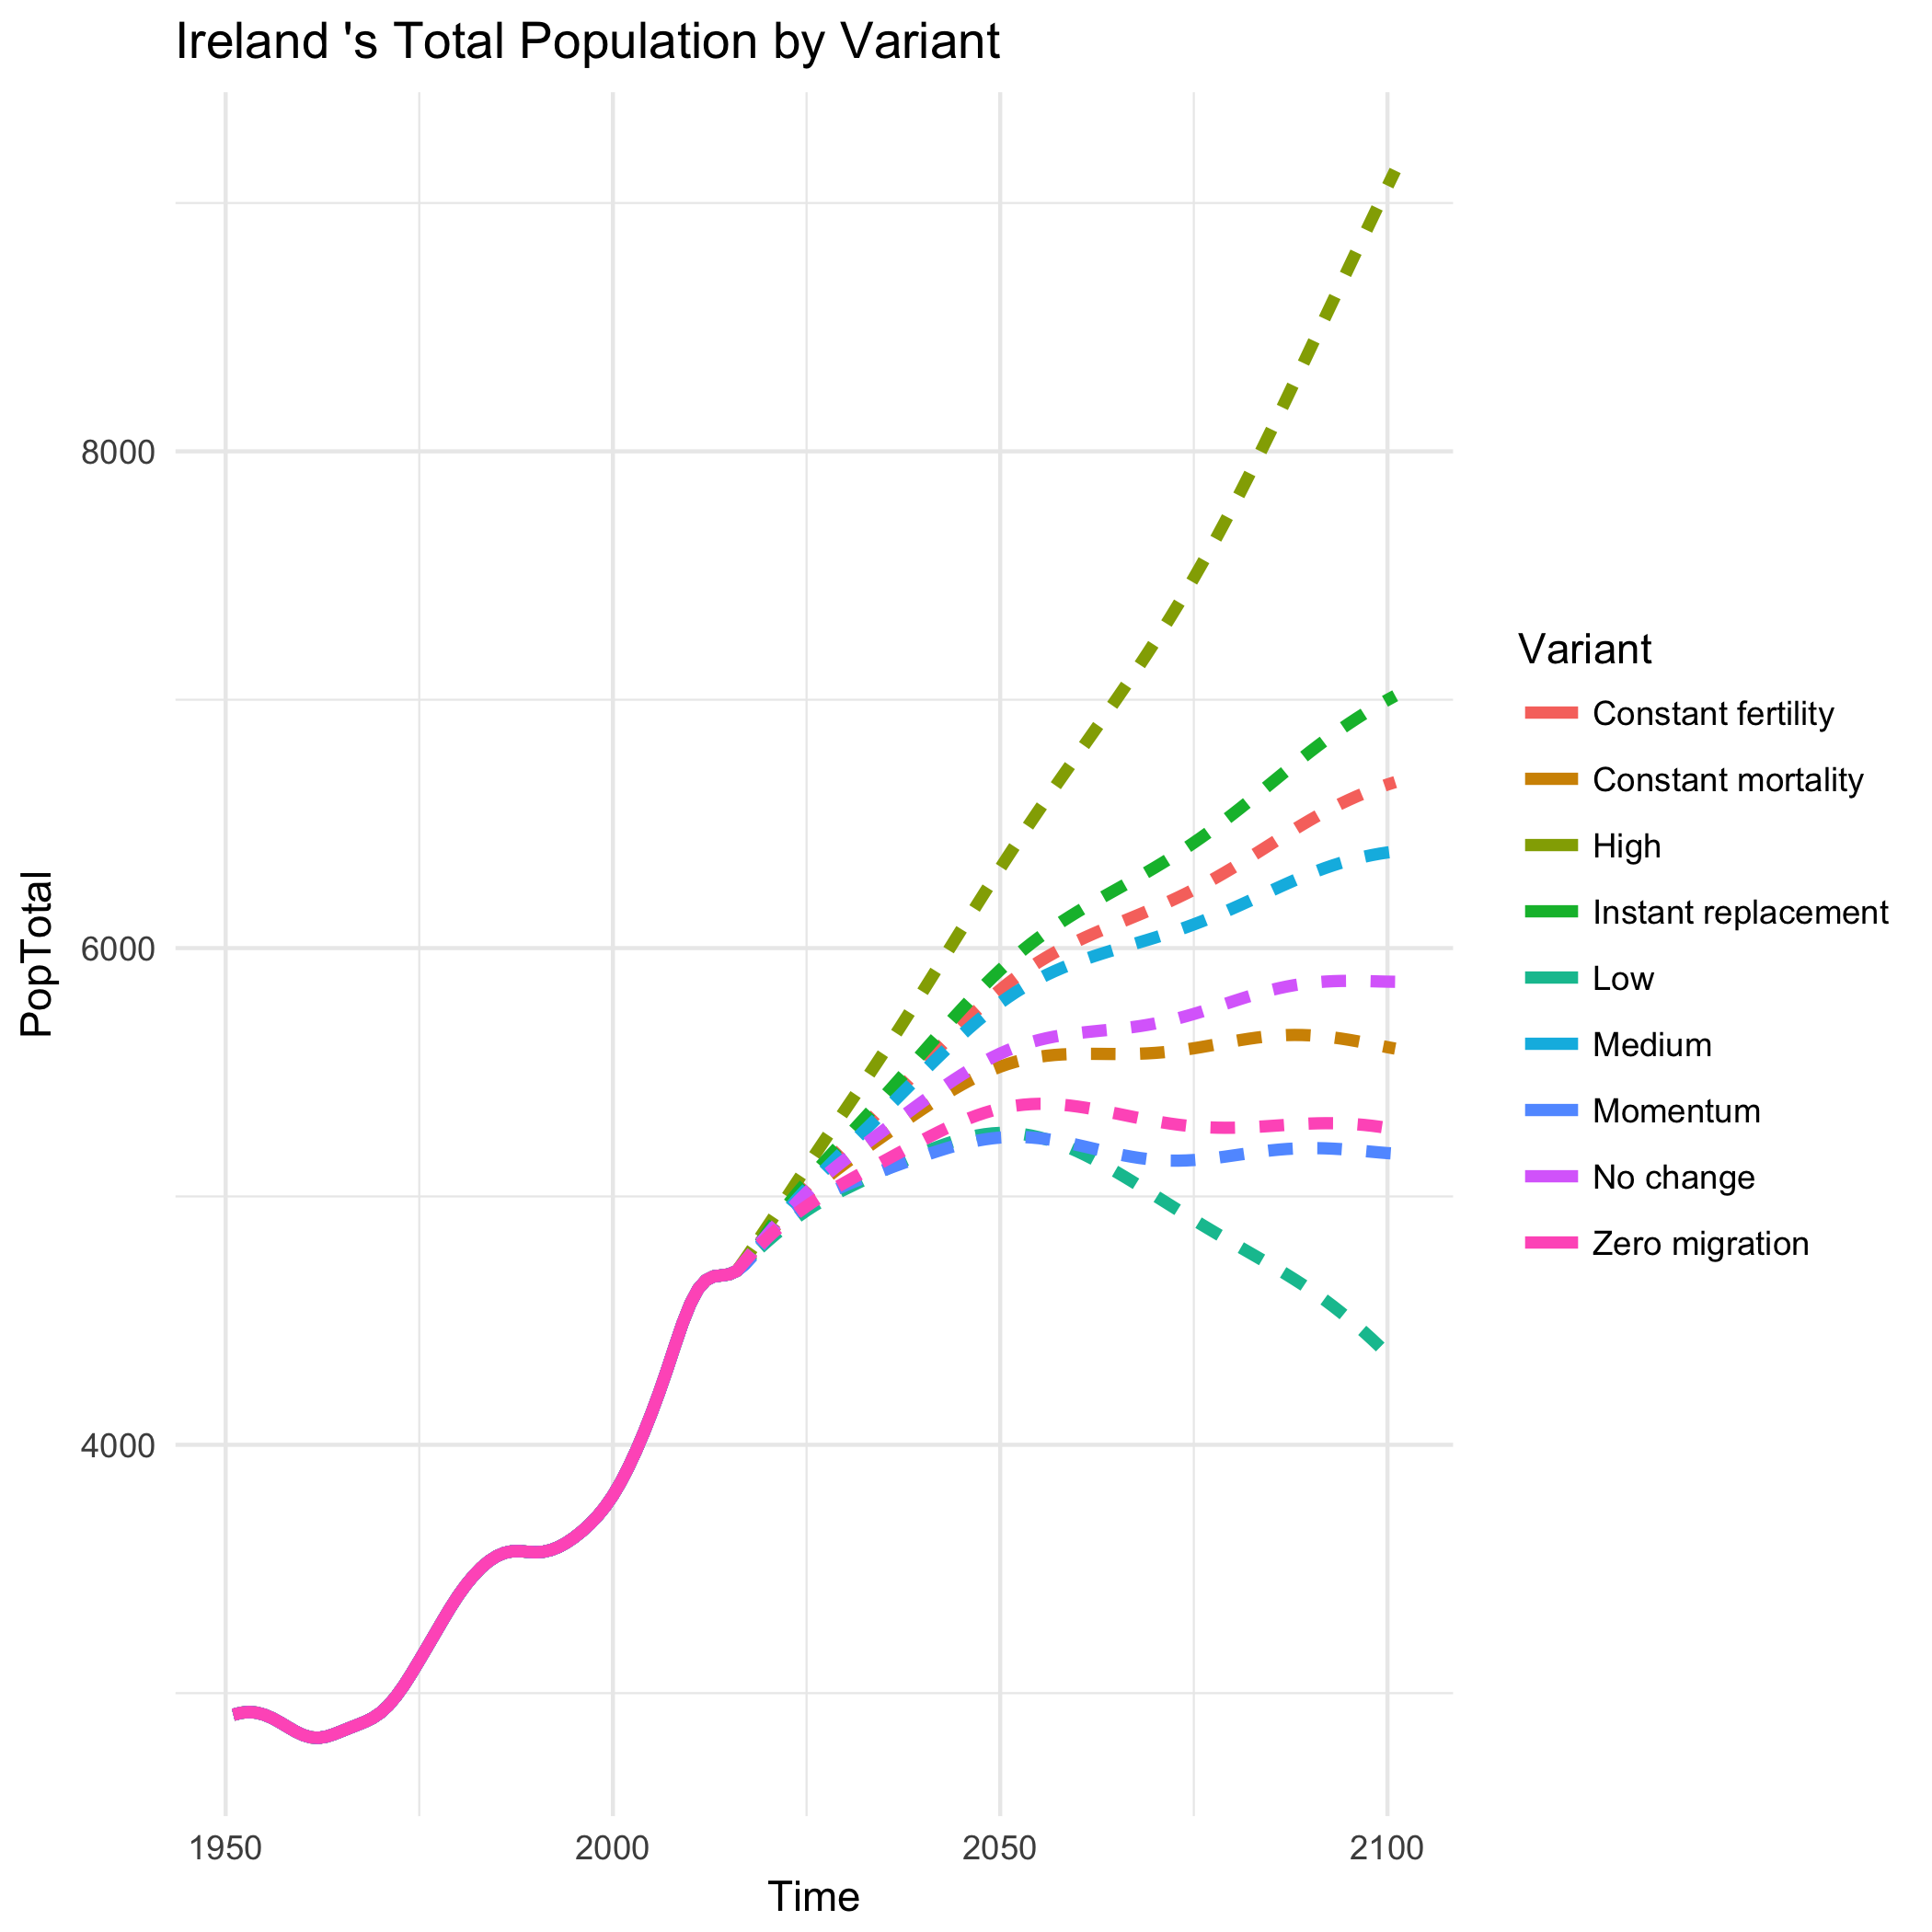 Ireland 's Total Population by Variant
PopTotal
8000
6000
4000
1950
2000
2050
2100
Time
Variant
Constant fertility
Constant mortality
High
Instant replacement
Low
Medium
Momentum
No change
Zero migration